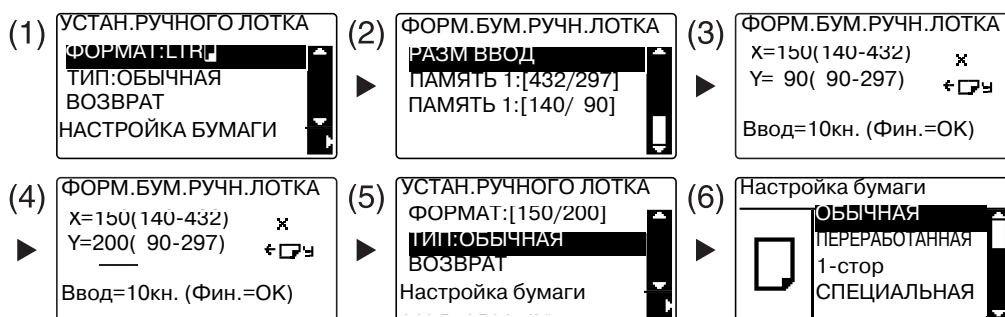 (1)
УСТАН.РУЧНОГО ЛОТКА
ФОРМАТ:LTR
ТИП:ОБЫЧНАЯ
ВОЗВРАТ
НАСТРОЙКА БУМАГИ
(2)
ФОРМ.БУМ.РУЧН.ЛОТКА
РАЗМ ВВОД
ПАМЯТЬ 1:[432/297]
ПАМЯТЬ 1:[140/ 90]
(3)
ФОРМ.БУМ.РУЧН.ЛОТКА
X=150(140-432)
x
Y= 90( 90-297)
y
Ввод=10кн. (Фин.=OK)
(4)
ФОРМ.БУМ.РУЧН.ЛОТКА
X=150(140-432)
x
Y=200( 90-297)
y
Ввод=10кн. (Фин.=OK)
(5)
УСТАН.РУЧНОГО ЛОТКА
ФОРМАТ:[150/200]
ТИП:ОБЫЧНАЯ
ВОЗВРАТ
Настройка бумаги
(6)
Настройка бумаги
ОБЫЧНАЯ
ПЕРЕРАБОТАННАЯ
1-стор
СПЕЦИАЛЬНАЯ